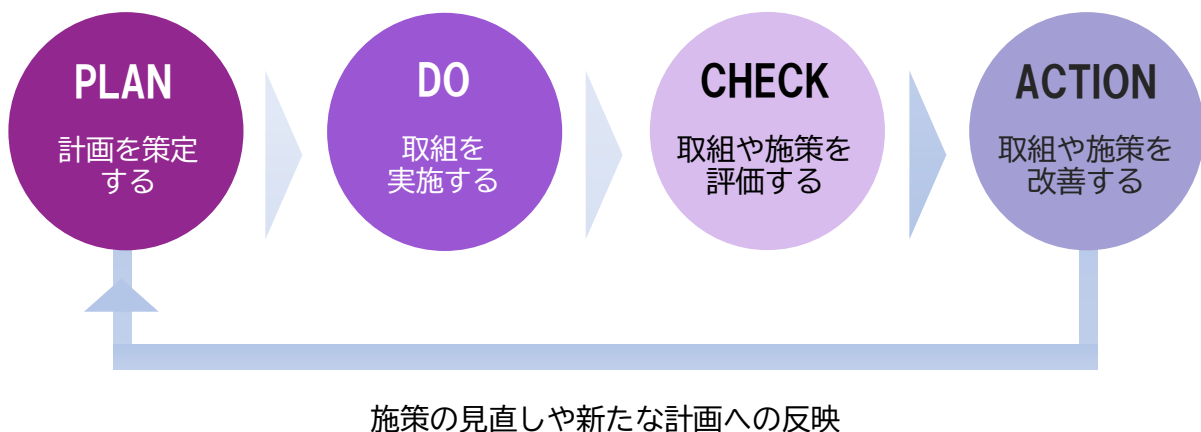 PLAN
計画を策定
する
DO
取組を
実施する
CHECK
取組や施策を
評価する
ACTION
取組や施策を
改善する
施策の見直しや新たな計画への反映